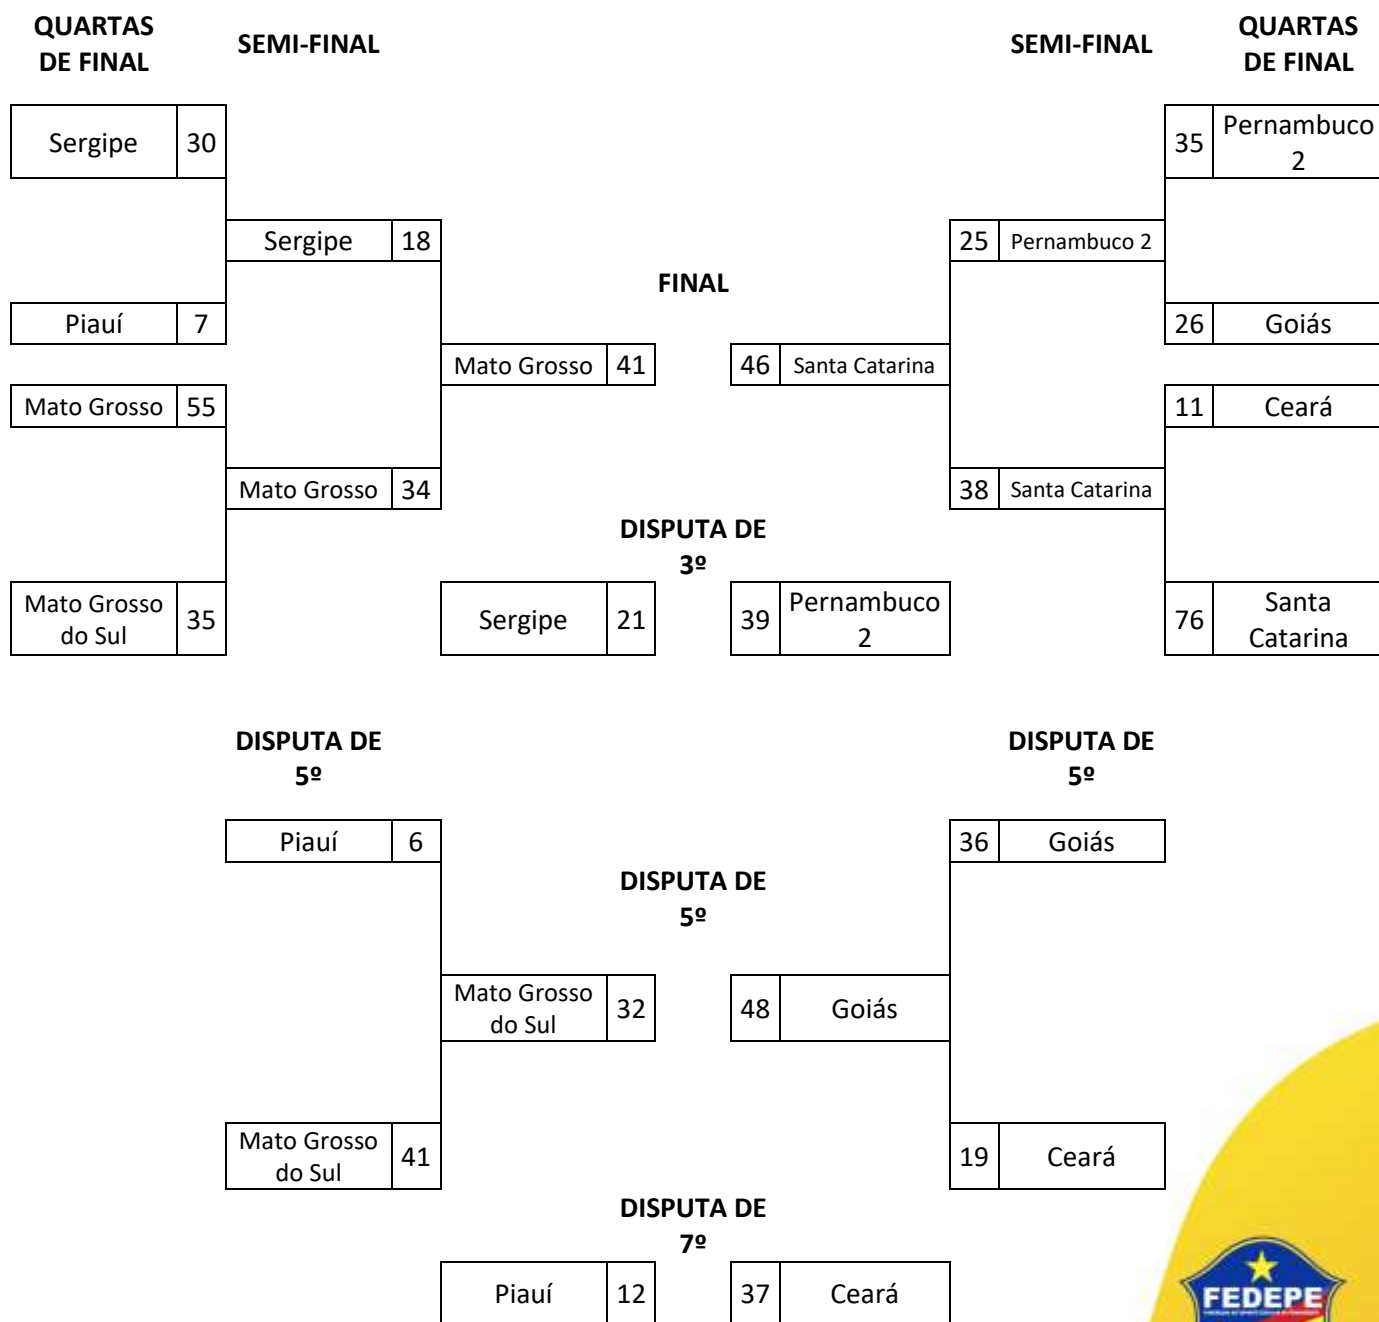 QUARTAS
DE FINAL
SEMI-FINAL
SEMI-FINAL
QUARTAS
DE FINAL
Sergipe 30
35 Pernambuco
2
Sergipe 18
25 Pernambuco 2
FINAL
Piauí 7
26 Goiás
Mato Grosso 41
46 Santa Catarina
Mato Grosso 55
11 Ceará
Mato Grosso 34
38 Santa Catarina
DISPUTA DE
3º
Mato Grosso
do Sul 35
Sergipe 21
39 Pernambuco
2
76 Santa
Catarina
DISPUTA DE
5º
DISPUTA DE
5º
Piauí 6
36 Goiás
DISPUTA DE
5º
Mato Grosso
do Sul 32
48 Goiás
Mato Grosso
do Sul 41
19 Ceará
DISPUTA DE
7º
Piauí 12
37 Ceará
FEDEPE